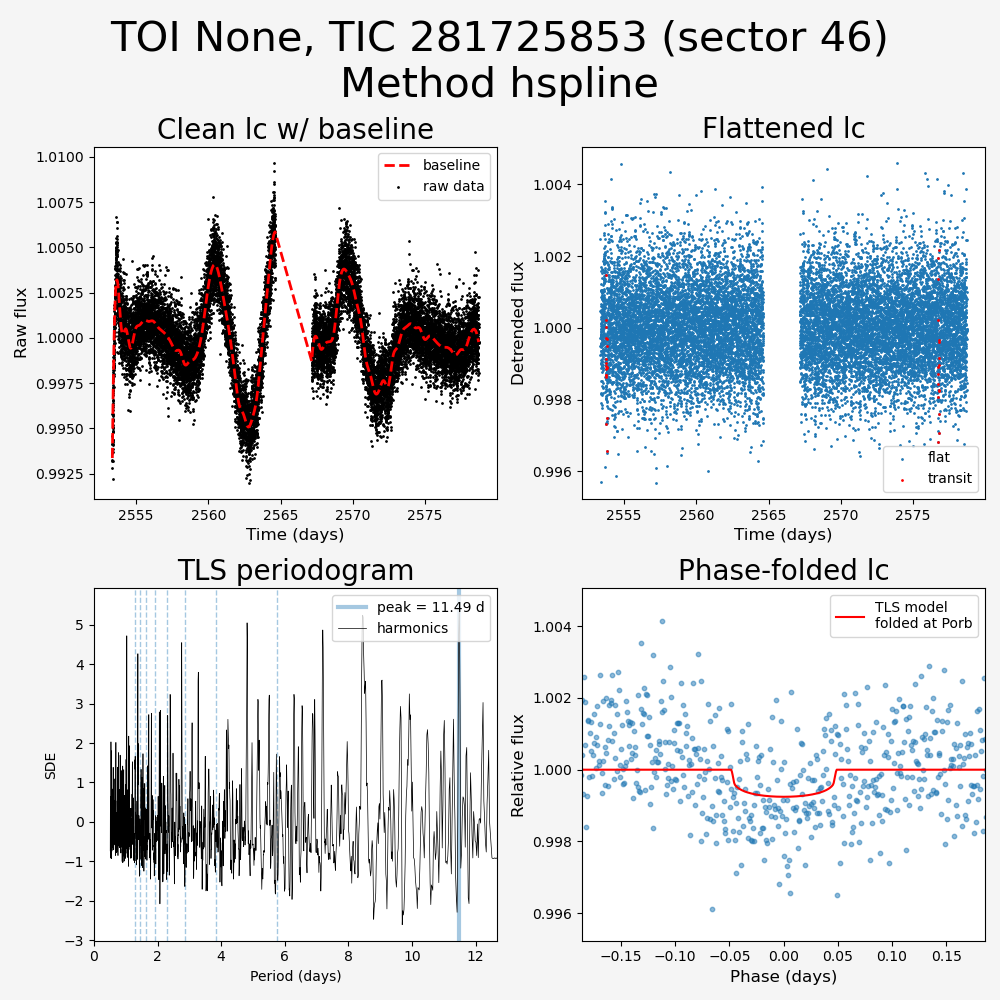 TOI None, TIC 281725853 (sector 46)
Method hspline
Clean lc w/ baseline
Raw flux
1.0100
1.0075
1.0050
1.0025
1.0000
0.9975
0.9950
0.9925
baseline
raw data
2555
2560
2565
2570
2575
Time (days)
Flattened lc
Detrended flux
1.004
1.002
1.000
0.998
0.996
flat
transit
2555
2560
2565
2570
2575
Time (days)
TLS periodogram
SDE
5
4
3
2
1
0
−1
−2
−3
peak = 11.49 d
harmonics
0
2
4
6
8
10
12
Period (days)
Phase-folded lc
Relative flux
1.004
1.002
1.000
0.998
0.996
TLS model
folded at Porb
−0.15
−0.10
−0.05
0.00
0.05
0.10
0.15
Phase (days)